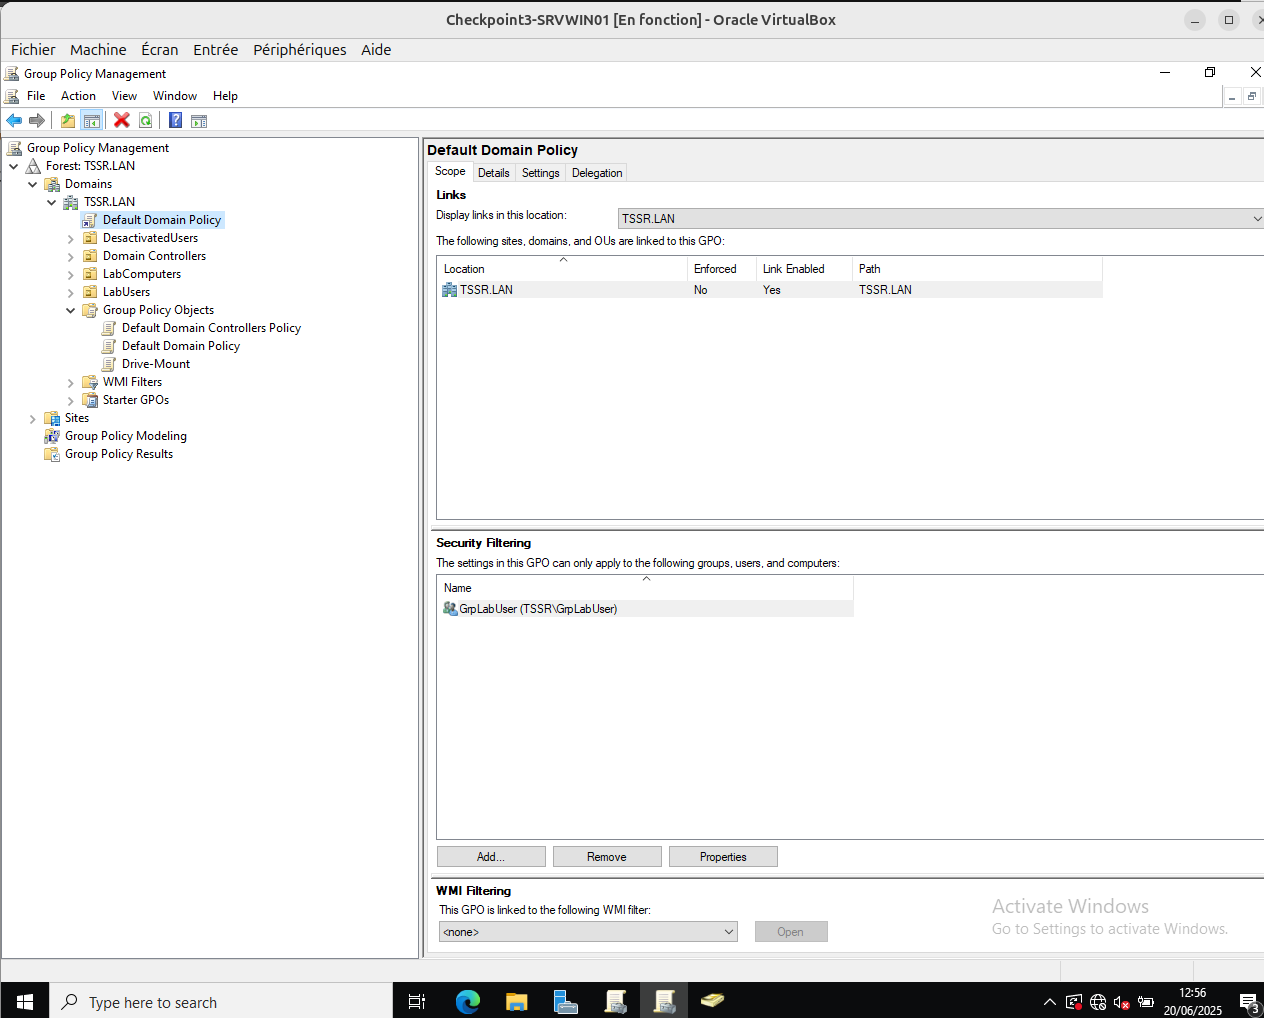 Checkpoint3-SRVWIN01 [En fonction] - Oracle VirtualBox
Fichier Machine Écran Entrée Périphériques Aide
Group Policy Management
File Action View Window Help
Group Policy Management
Forest: TSSR.LAN
Domains
TSSR.LAN
Default Domain Policy
DesactivatedUsers
Domain Controllers
LabComputers
LabUsers
Group Policy Objects
Default Domain Controllers Policy
Default Domain Policy
Drive-Mount
WMI Filters
Starter GPOs
Sites
Group Policy Modeling
Group Policy Results
Default Domain Policy
Scope Details Settings Delegation
Links
Display links in this location: TSSR.LAN
The following sites, domains, and OUs are linked to this GPO:
Location Enforced Link Enabled Path
TSSR.LAN No Yes TSSR.LAN
Security Filtering
The settings in this GPO can only apply to the following groups, users, and computers:
Name
GrpLabUser (TSSR\GrpLabUser)
Add... Remove Properties
WMI Filtering
This GPO is linked to the following WMI filter:
<none> Open
Activate Windows
Go to Settings to activate Windows.
Type here to search
12:56
20/06/2025
3